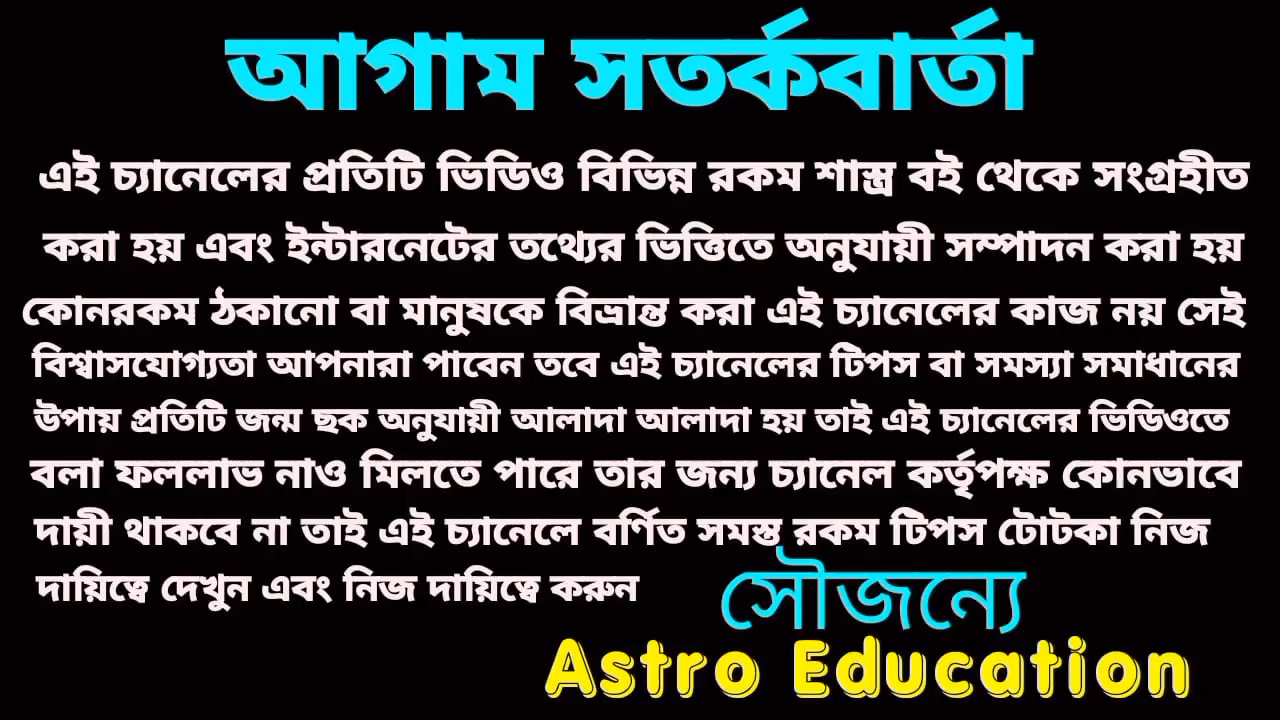 আগাম সতর্কবার্তা
এই চ্যানেলের প্রতিটি ভিডিও বিভিন্ন রকম শাস্ত্র বই থেকে সংগ্রহীত
করা হয় এবং ইন্টারনেটের তথ্যের ভিত্তিতে অনুযায়ী সম্পাদন করা হয়
কোনরকম ঠকানো বা মানুষকে বিভ্রান্ত করা এই চ্যানেলের কাজ নয় সেই
বিশ্বাসযোগ্যতা আপনারা পাবেন তবে এই চ্যানেলের টিপস বা সমস্যা সমাধানের
উপায় প্রতিটি জন্ম ছক অনুযায়ী আলাদা আলাদা হয় তাই এই চ্যানেলের ভিডিওতে
বলা ফললাভ নাও মিলতে পারে তার জন্য চ্যানেল কর্তৃপক্ষ কোনভাবে
দায়ী থাকবে না তাই এই চ্যানেলে বর্ণিত সমস্ত রকম টিপস টোটকা নিজ
দায়িত্বে দেখুন এবং নিজ দায়িত্বে করুন
সৌজন্যে
Astro Education